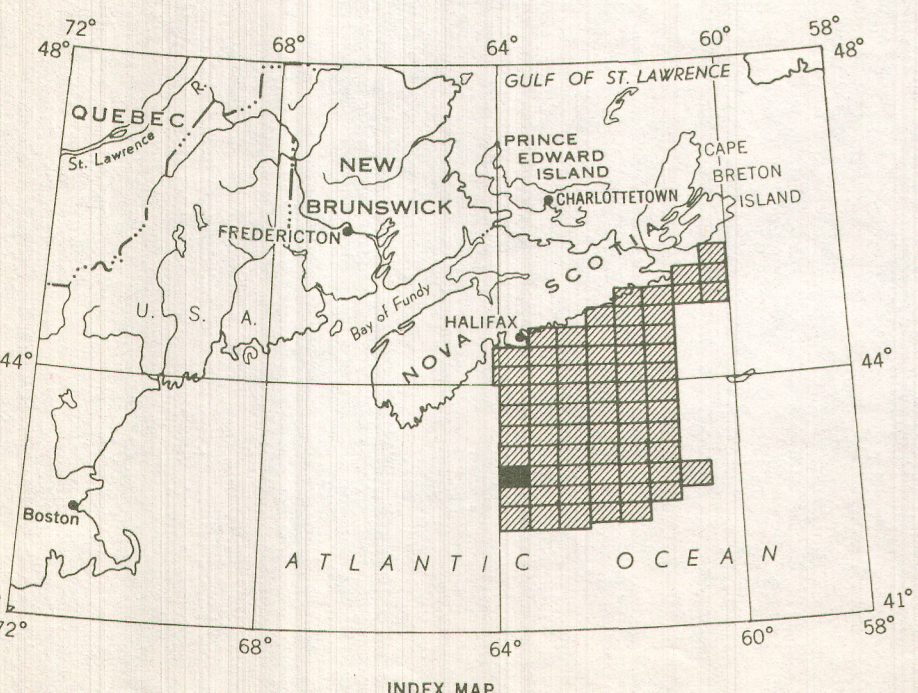 72°
68°
64°
60°
58°
48°
48°
GULF OF ST. LAWRENCE
R.
QUEBEC
St. Lawrence
PRINCE
EDWARD
ISLAND
CAPE
BRETON
ISLAND
NEW
BRUNSWICK
CHARLOTTETOWN
FREDERICTON
U. S. A.
Bay of Fundy
NOVA SCOTIA
HALIFAX
44°
44°
Boston
ATLANTIC OCEAN
41°
72°
68°
64°
60°
58°
INDEX MAP